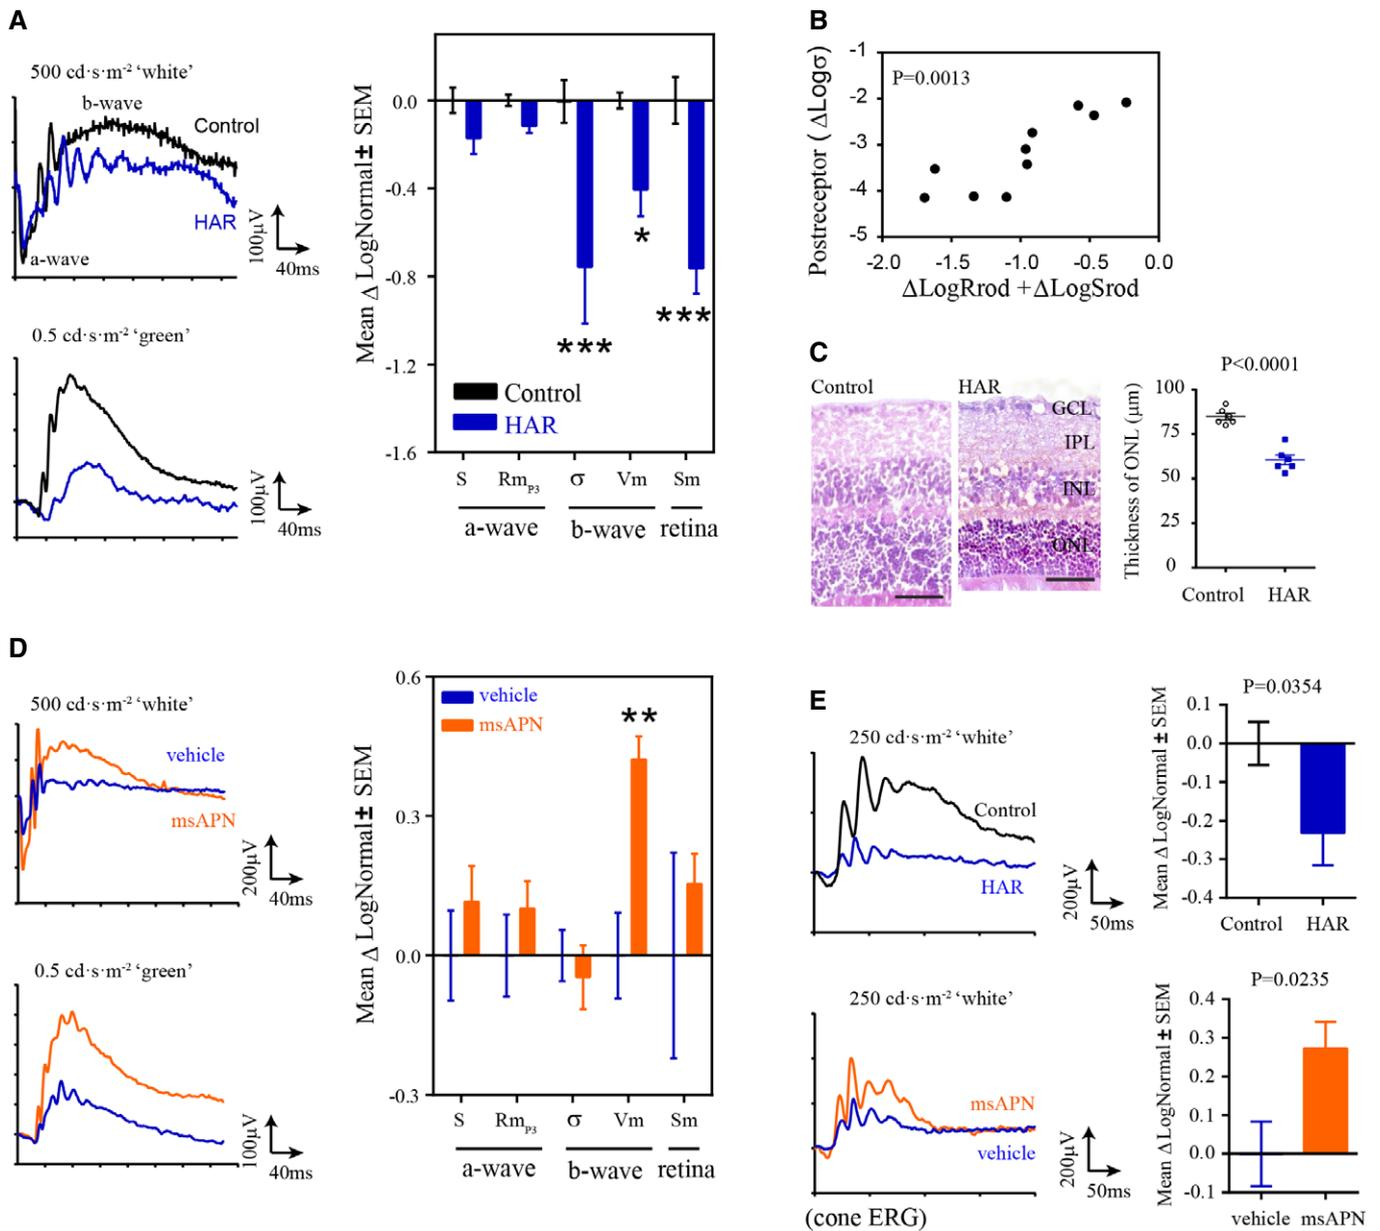 A
500 cd·s·m⁻² ‘white’
b-wave
Control
HAR
a-wave
100µV
40ms
0.5 cd·s·m⁻² ‘green’
100µV
40ms
Mean Δ LogNormal ± SEM
0.0
-0.4
-0.8
-1.2
-1.6
*
***
***
Control
HAR
S
Rm_P3
σ
Vm
Sm
a-wave
b-wave
retina
B
Postreceptor ( ΔLogσ)
-1
-2
-3
-4
-5
P=0.0013
-2.0
-1.5
-1.0
-0.5
0.0
ΔLogRrod +ΔLogSrod
C
Control
HAR
GCL
IPL
INL
ONL
P<0.0001
Thickness of ONL (µm)
100
75
50
25
0
Control
HAR
D
500 cd·s·m⁻² ‘white’
vehicle
msAPN
200µV
40ms
0.5 cd·s·m⁻² ‘green’
100µV
40ms
Mean Δ LogNormal ± SEM
0.6
0.3
0.0
-0.3
vehicle
msAPN
**
S
Rm_P3
σ
Vm
Sm
a-wave
b-wave
retina
E
250 cd·s·m⁻² ‘white’
Control
HAR
200µV
50ms
P=0.0354
Mean Δ LogNormal ± SEM
0.1
0.0
-0.1
-0.2
-0.3
-0.4
Control
HAR
250 cd·s·m⁻² ‘white’
msAPN
vehicle
200µV
50ms
(cone ERG)
P=0.0235
Mean Δ LogNormal ± SEM
0.4
0.3
0.2
0.1
0.0
-0.1
vehicle
msAPN